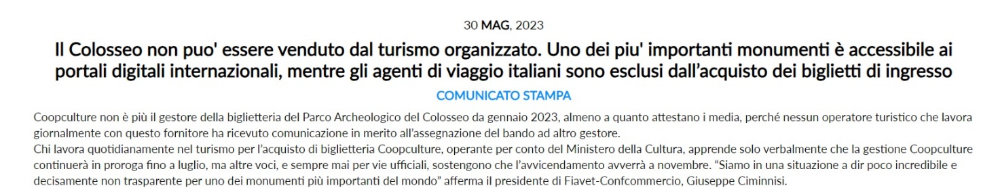 30 MAG, 2023
Il Colosseo non puo' essere venduto dal turismo organizzato. Uno dei piu' importanti monumenti è accessibile ai
portali digitali internazionali, mentre gli agenti di viaggio italiani sono esclusi dall’acquisto dei biglietti di ingresso
COMUNICATO STAMPA
Coopculture non è più il gestore della biglietteria del Parco Archeologico del Colosseo da gennaio 2023, almeno a quanto attestano i media, perché nessun operatore turistico che lavora
giornalmente con questo fornitore ha ricevuto comunicazione in merito all’assegnazione del bando ad altro gestore.
Chi lavora quotidianamente nel turismo per l’acquisto di biglietteria Coopculture, operante per conto del Ministero della Cultura, apprende solo verbalmente che la gestione Coopculture
continuerà in proroga fino a luglio, ma altre voci, e sempre mai per vie ufficiali, sostengono che l’avvicendamento avverrà a novembre. “Siamo in una situazione a dir poco incredibile e
decisamente non trasparente per uno dei monumenti più importanti del mondo” afferma il presidente di Fiavet-Confcommercio, Giuseppe Ciminnisi.